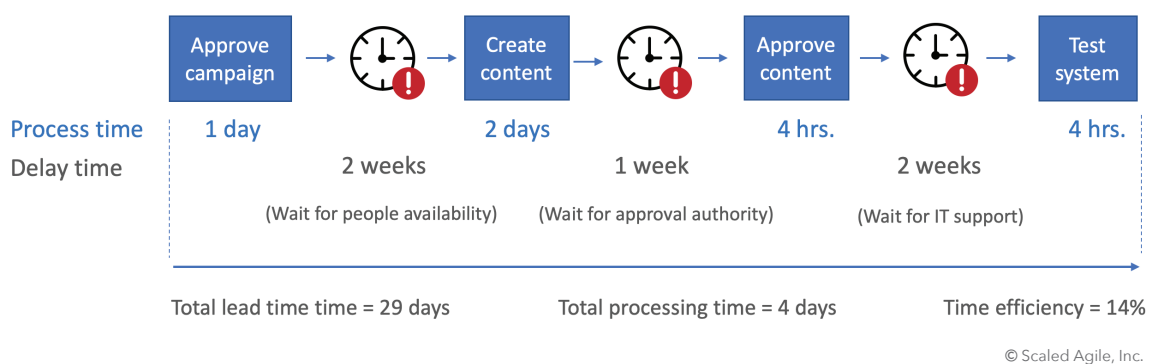 Approve
campaign
Create
content
Approve
content
Test
system
Process time 1 day 2 days 4 hrs. 4 hrs.
Delay time 2 weeks 1 week 2 weeks
(Wait for people availability) (Wait for approval authority) (Wait for IT support)
Total lead time time = 29 days Total processing time = 4 days Time efficiency = 14%
© Scaled Agile, Inc.